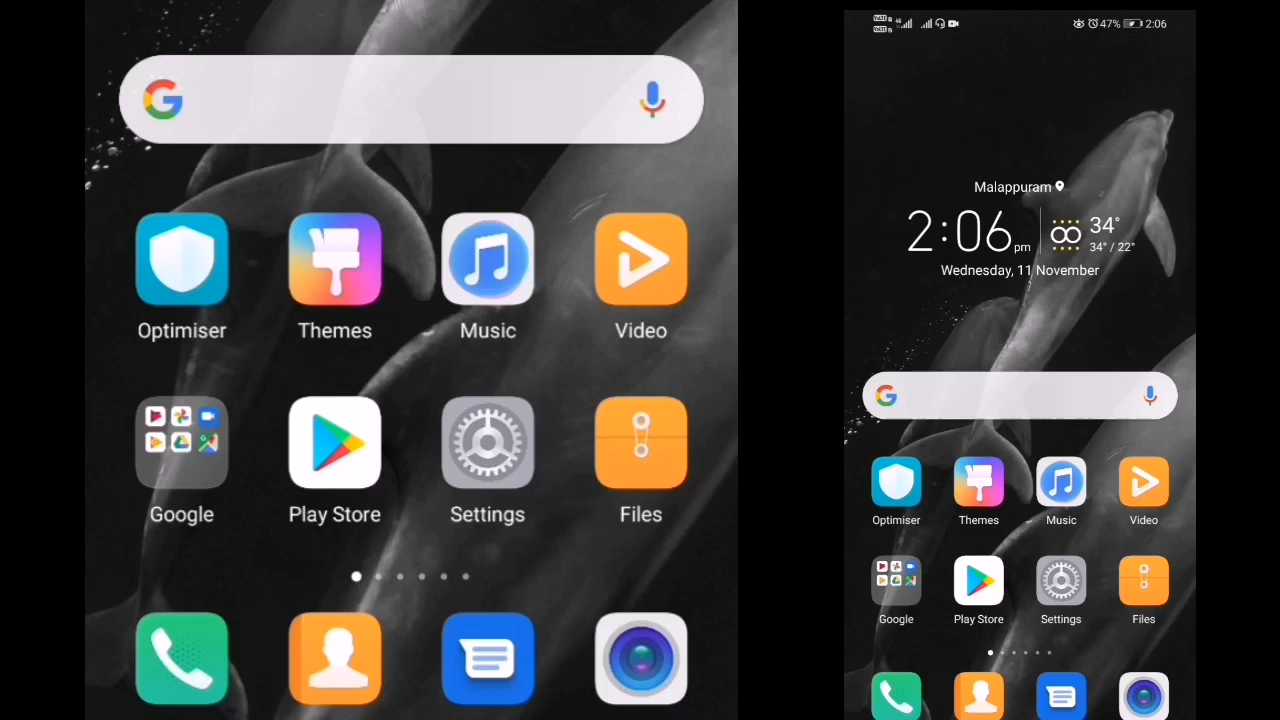 Optimiser
Themes
Music
Video
Google
Play Store
Settings
Files
47%
2:06
Malappuram
2:06 pm
34°
34° / 22°
Wednesday, 11 November
Optimiser
Themes
Music
Video
Google
Play Store
Settings
Files